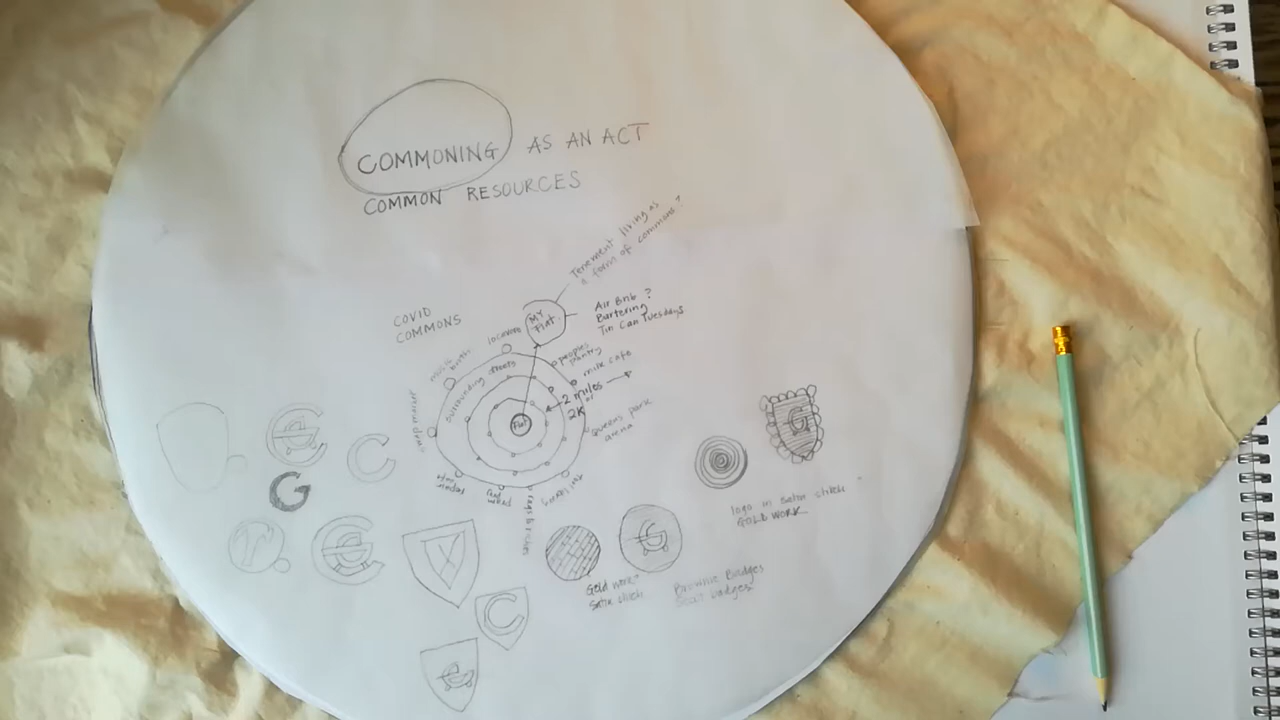 COMMONING AS AN ACT
COMMON RESOURCES
Tenement living as
a form of commons?
COVID
COMMONS
MY
Flat
Air Bnb ?
Bartering
Tin Can Tuesdays
locavore
peoples
pantry
milk cafe
surrounding streets
2 miles
or
2K
Flat
queens park
arena
C
G
C
logo in satin stitch
GOLD WORK
Gold work?
Satin stitch
Brownie Badges
Scout badges